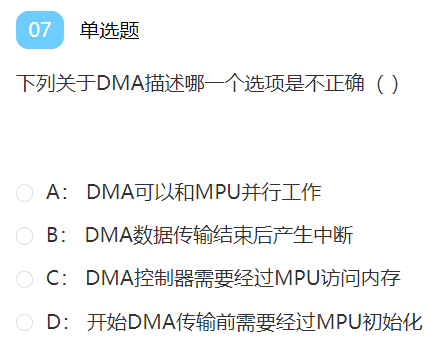 07 单选题
下列关于DMA描述哪一个选项是不正确（ ）
A： DMA可以和MPU并行工作
B： DMA数据传输结束后产生中断
C： DMA控制器需要经过MPU访问内存
D： 开始DMA传输前需要经过MPU初始化